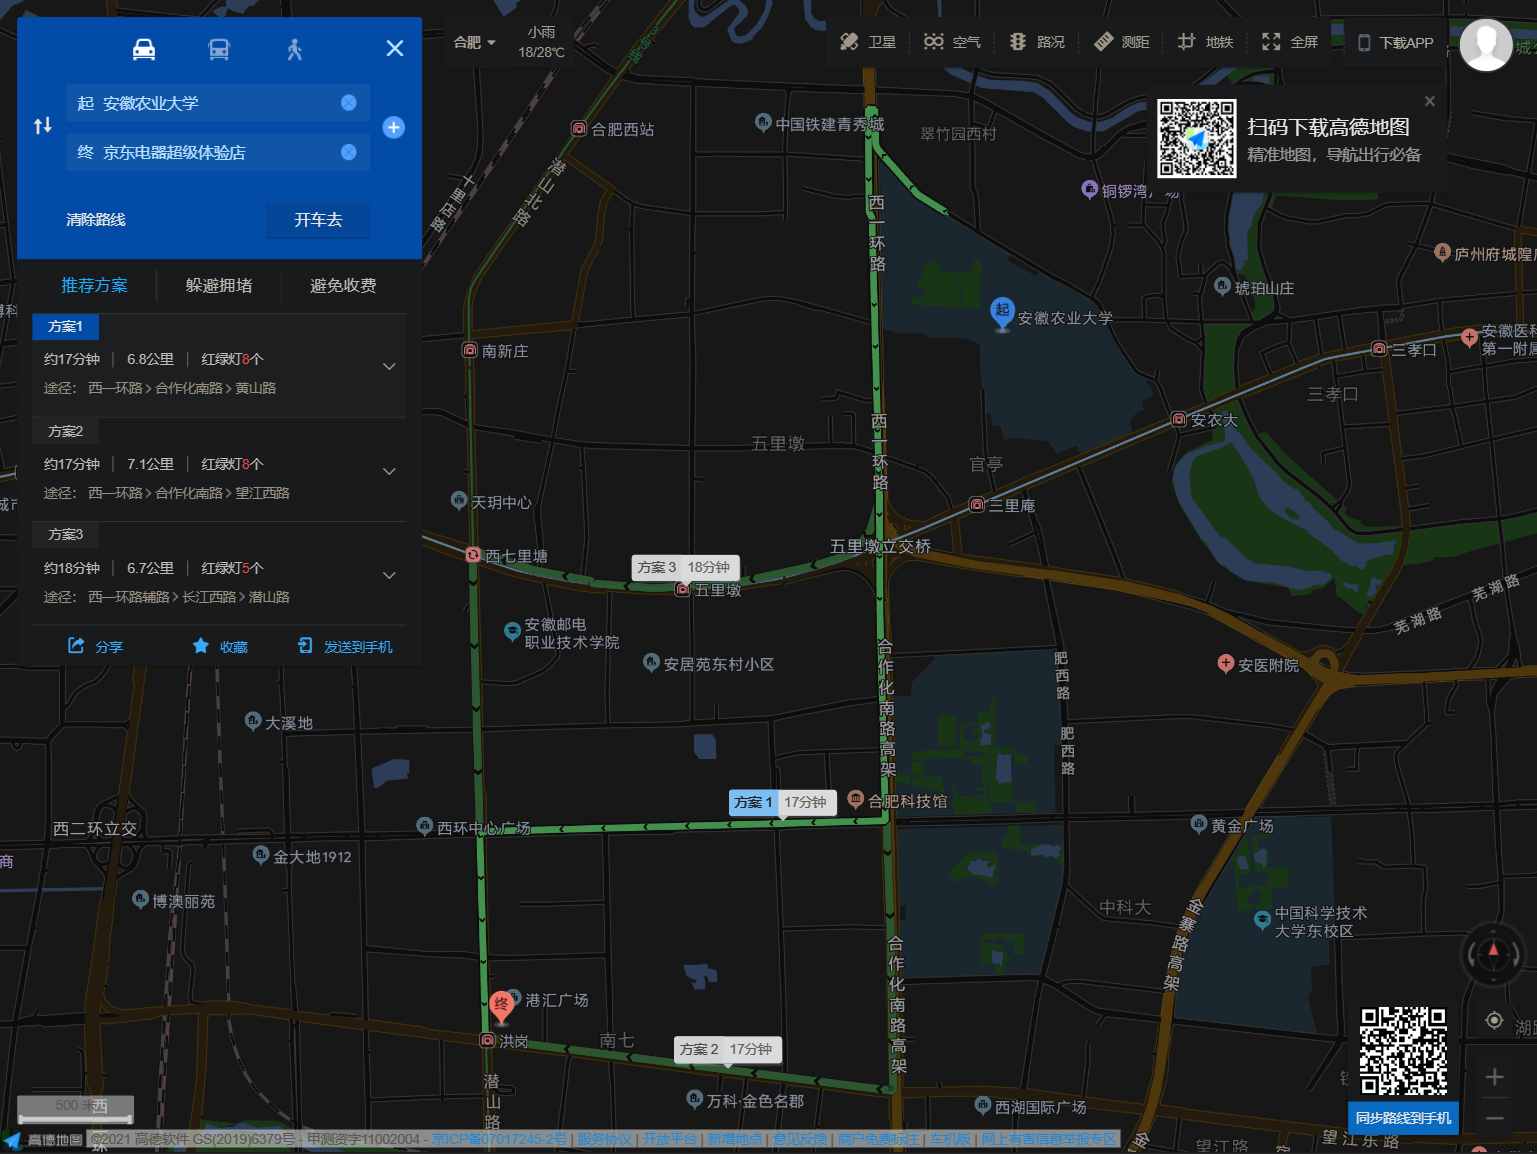 起 安徽农业大学
终 京东电器超级体验店
清除路线
开车去
推荐方案
躲避拥堵
避免收费
方案1
约17分钟 | 6.8公里 | 红绿灯8个
途径： 西一环路 > 合作化南路 > 黄山路
方案2
约17分钟 | 7.1公里 | 红绿灯8个
途径： 西一环路 > 合作化南路 > 望江西路
方案3
约18分钟 | 6.7公里 | 红绿灯5个
途径： 西一环路辅路 > 长江西路 > 潜山路
分享
收藏
发送到手机
合肥
小雨
18/28℃
卫星
空气
路况
测距
地铁
全屏
下载APP
扫码下载高德地图
精准地图，导航出行必备
合肥西站
中国铁建青秀城
翠竹园西村
铜锣湾广场
潜山北路
十里店路
西一环路
庐州府城隍
琥珀山庄
起
安徽农业大学
南新庄
三孝口
安徽医科
第一附属
三孝口
安农大
西一环路
五里墩
官亭
三里庵
天玥中心
西七里塘
五里墩立交桥
方案 3 18分钟
五里墩
芜湖路
芜湖路
安徽邮电
职业技术学院
安居苑东村小区
合作化南路高架
肥西路
安医附院
大溪地
肥西路
方案 1 17分钟
合肥科技馆
西二环立交
西环中心广场
黄金广场
金大地1912
商
博澳丽苑
中科大
金寨路高架
中国科学技术
大学东校区
合作化南路高架
终
港汇广场
洪岗
南七
方案 2 17分钟
潜山路
万科·金色名郡
西湖国际广场
望江路
望江东路
同步路线到手机
500 米
西
环
高德地图
©2021 高德软件 GS(2019)6379号 - 甲测资字11002004 - 京ICP备07017245-2号 | 服务协议 | 开放平台 | 新增地点 | 意见反馈 | 商户免费标注 | 车机版 | 网上有害信息举报专区